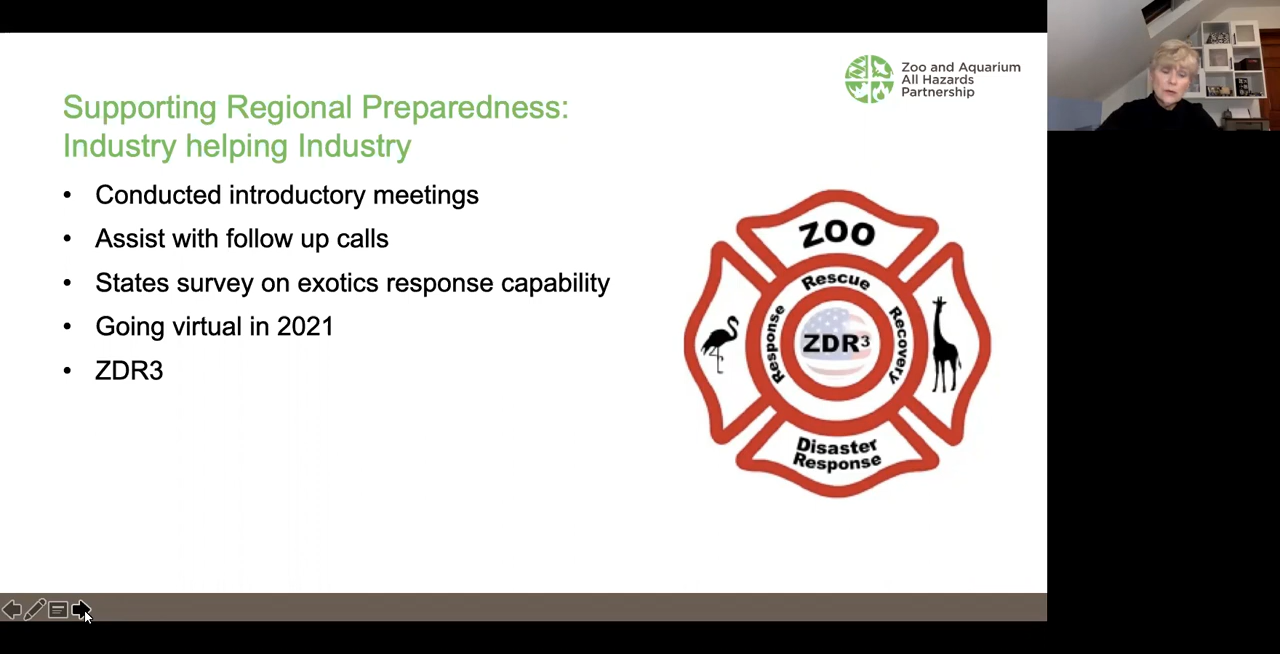 Zoo and Aquarium
All Hazards
Partnership
Supporting Regional Preparedness:
Industry helping Industry
• Conducted introductory meetings
• Assist with follow up calls
• States survey on exotics response capability
• Going virtual in 2021
• ZDR3
ZOO
Rescue
Response
Recovery
ZDR³
Disaster
Response